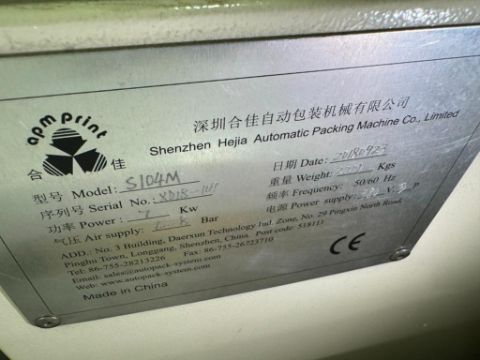 apm print
合佳
深圳合佳自动包装机械有限公司
Shenzhen Hejia Automatic Packing Machine Co., Limited
型号 Model: S104M
日期 Date: 20180923
序列号 Serial No.:
重量 Weight: Kgs
功率 Power: 7 Kw
频率 Frequency: 50/60 Hz
气压 Air supply: Bar
电源 Power supply: V P
ADD.: No. 3 Building, Daerxun Technology Ind. Zone, No. 29 Pingxin North Road,
Pinghu Town, Longgang, Shenzhen, China. Post code: 518111
Tel: 86-755-28213226 Fax: 86-755-26723710
Email: sales@autopack-system.com
Www.autopack-system.com
Made in China
CE